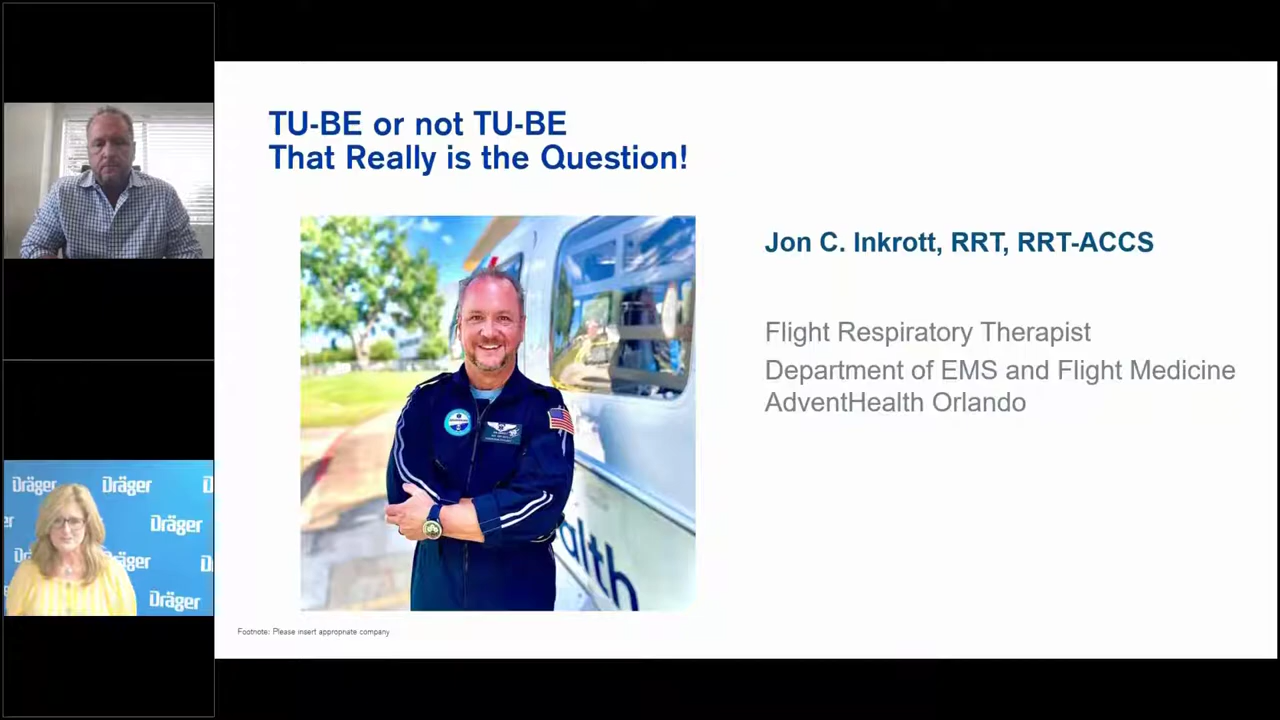 TU-BE or not TU-BE
That Really is the Question!
Jon C. Inkrott, RRT, RRT-ACCS
Flight Respiratory Therapist
Department of EMS and Flight Medicine
AdventHealth Orlando
alth
Footnote: Please insert appropriate company
Dräger Dräger D
Dräger
Dräger